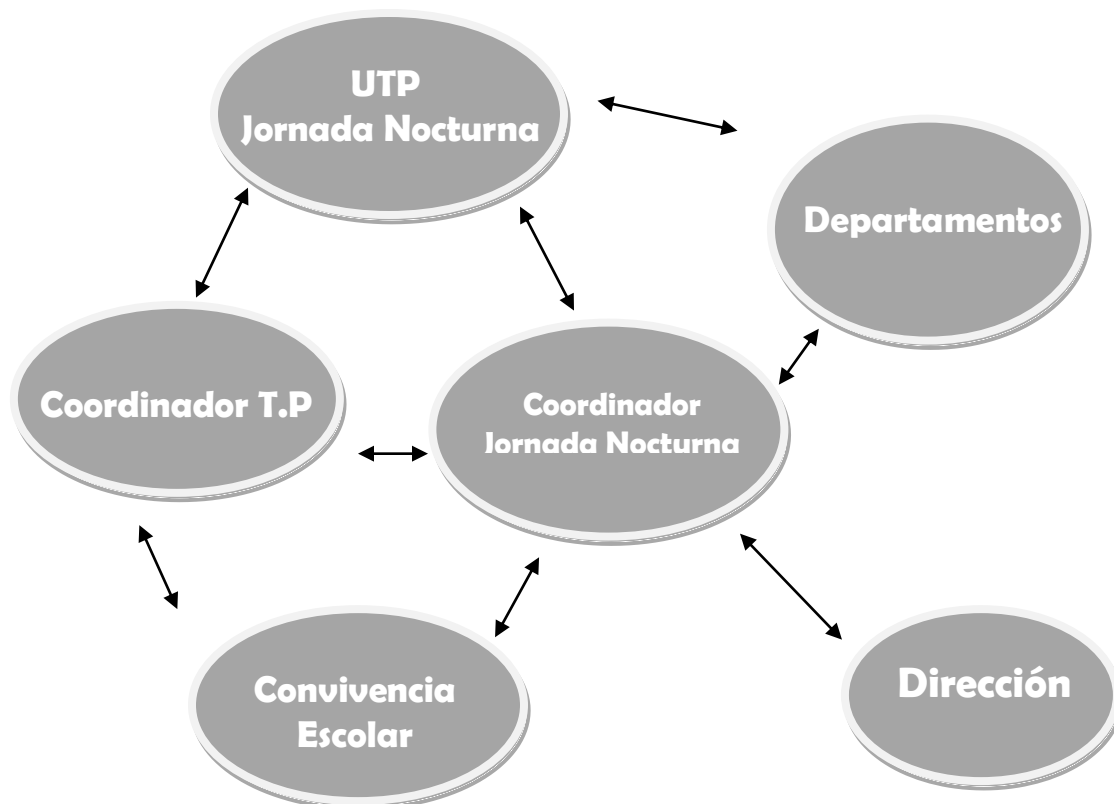 UTP
Jornada Nocturna
Departamentos
Coordinador T.P
Coordinador
Jornada Nocturna
Convivencia
Escolar
Dirección